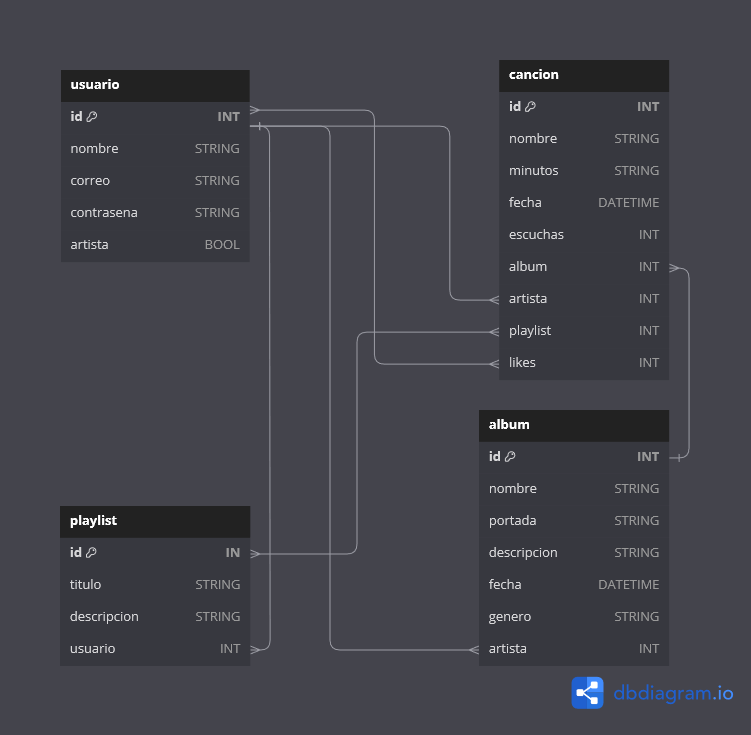 usuario
id INT
nombre STRING
correo STRING
contrasena STRING
artista BOOL
cancion
id INT
nombre STRING
minutos STRING
fecha DATETIME
escuchas INT
album INT
artista INT
playlist INT
likes INT
album
id INT
nombre STRING
portada STRING
descripcion STRING
fecha DATETIME
genero STRING
artista INT
playlist
id IN
titulo STRING
descripcion STRING
usuario INT
dbdiagram.io